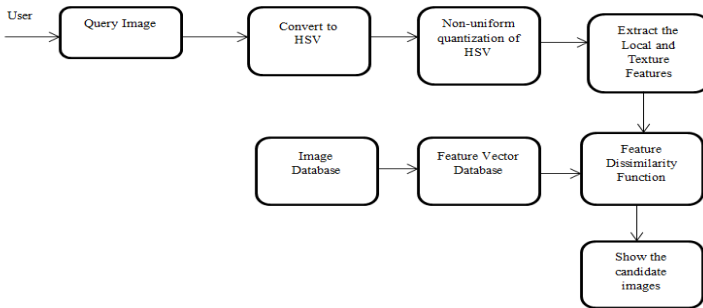 User
Query Image
Convert to
HSV
Non-uniform
quantization of
HSV
Extract the
Local and
Texture
Features
Image
Database
Feature Vector
Database
Feature
Dissimilarity
Function
Show the
candidate
images